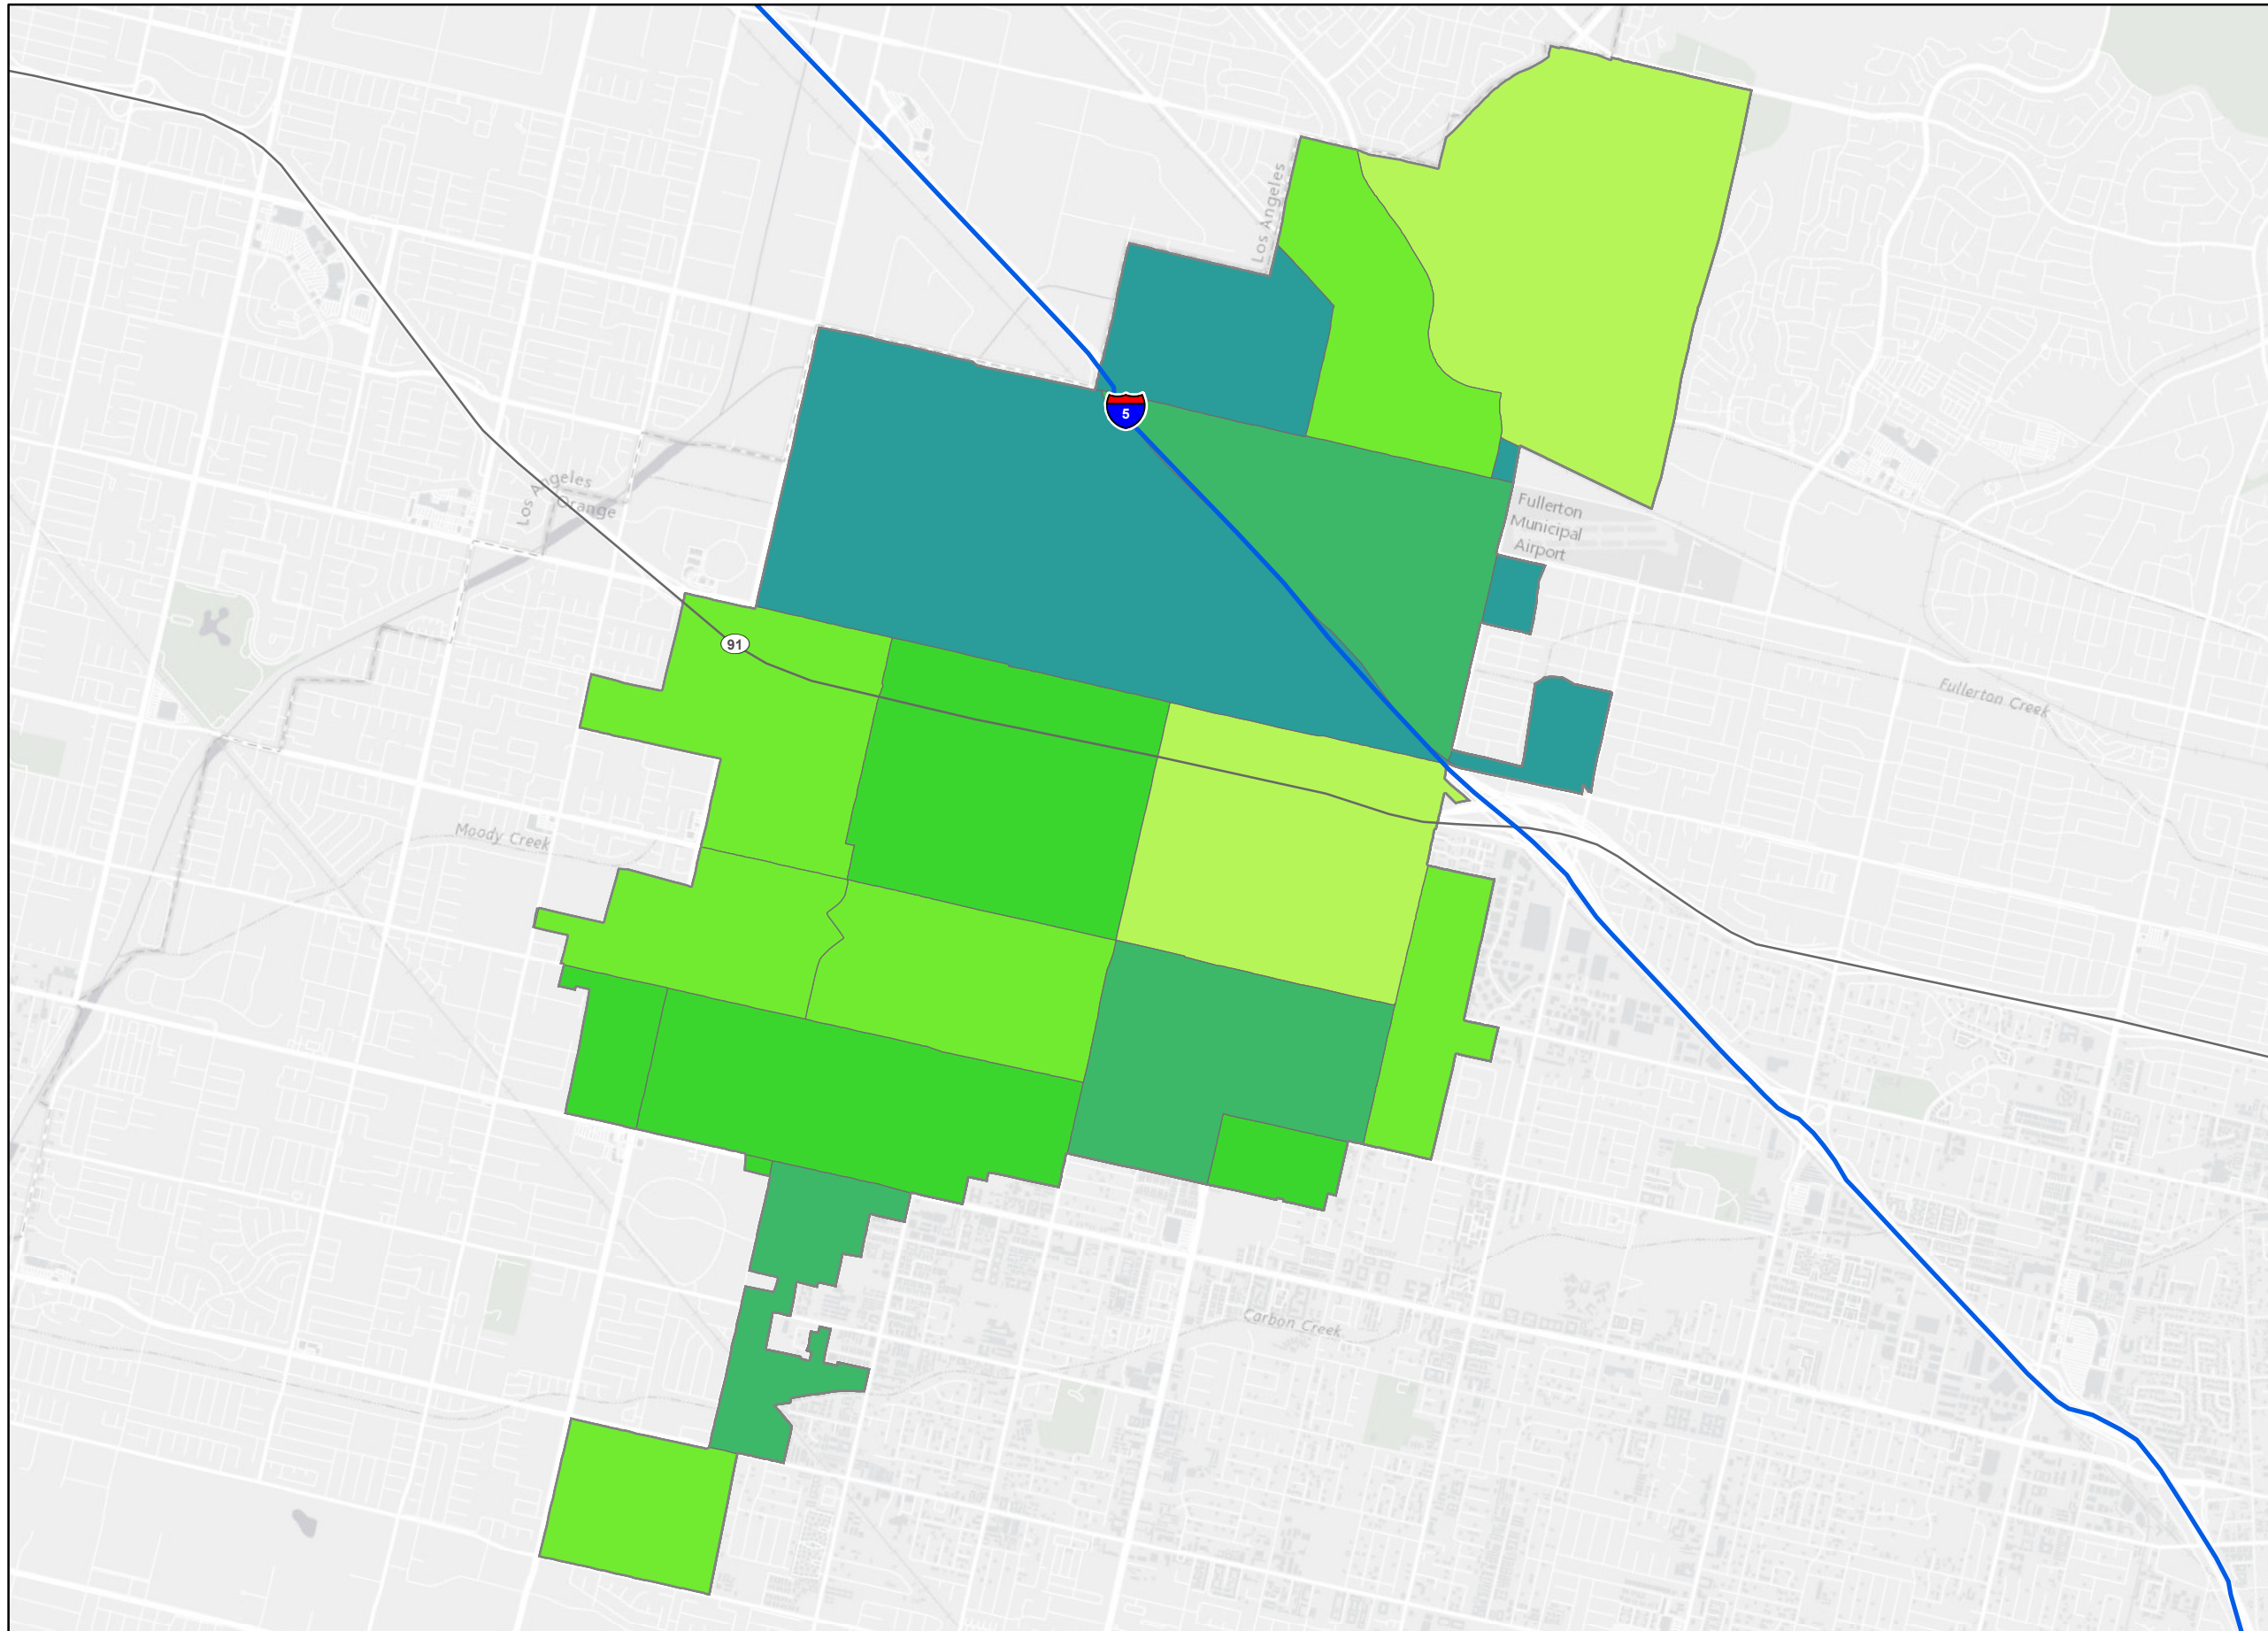 Los Angeles
5
Los Angeles
Orange
Fullerton
Municipal
Airport
91
Fullerton Creek
Moody Creek
Carbon Creek